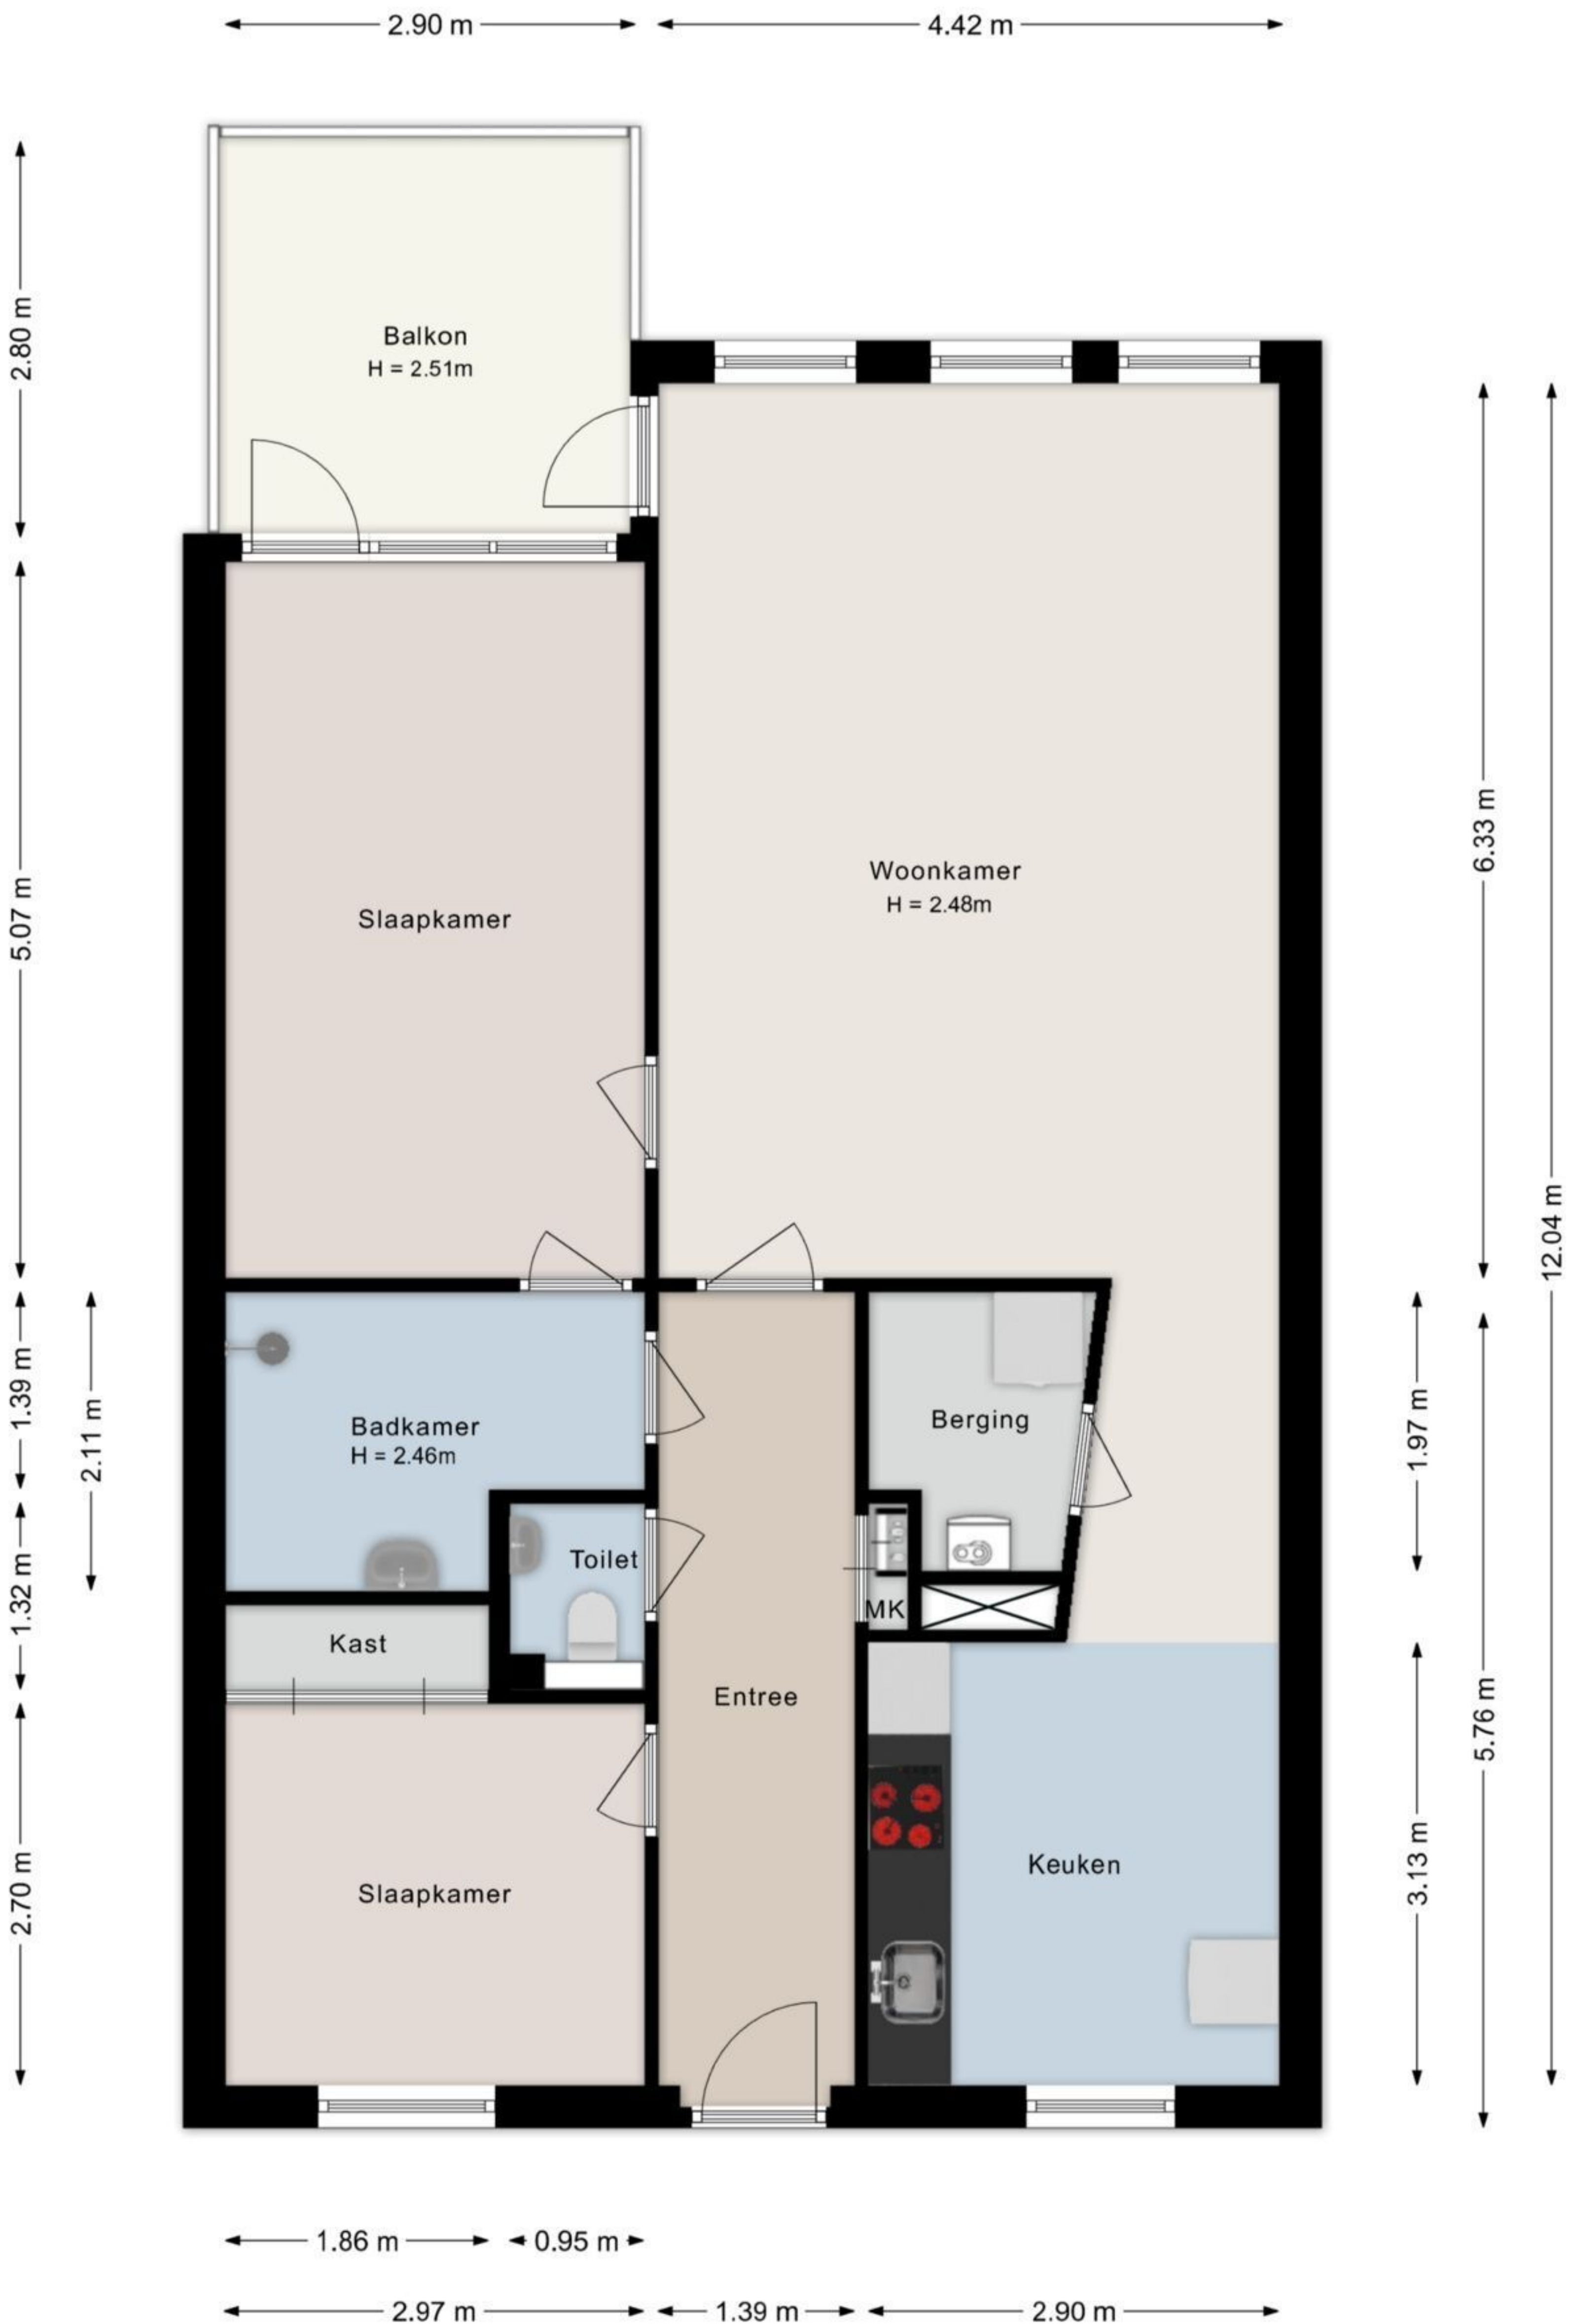 2.90 m
4.42 m
2.80 m
Balkon
H = 2.51m
6.33 m
Woonkamer
H = 2.48m
5.07 m
Slaapkamer
12.04 m
1.39 m
2.11 m
Badkamer
H = 2.46m
Berging
1.97 m
1.32 m
Toilet
MK
Kast
Entree
5.76 m
2.70 m
Slaapkamer
Keuken
3.13 m
1.86 m
0.95 m
2.97 m
1.39 m
2.90 m